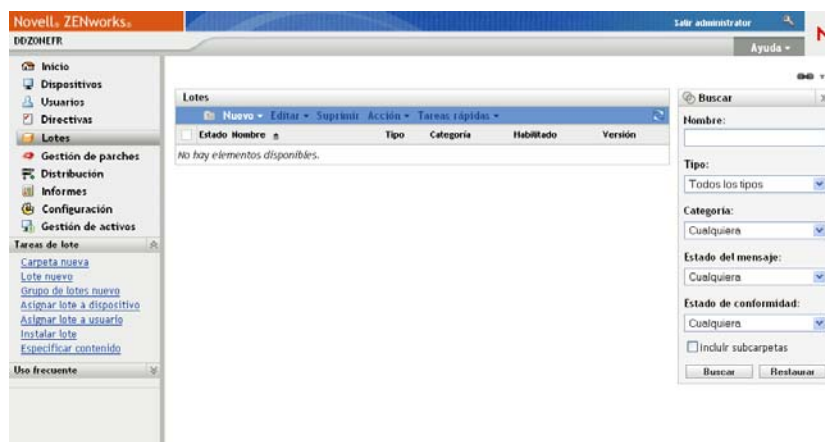 Novell® ZENworks®
Salir administrator
N
DDZONEFR
Ayuda
Inicio
Dispositivos
Usuarios
Directivas
Lotes
Gestión de parches
Distribución
Informes
Configuración
Gestión de activos
Tareas de lote
Carpeta nueva
Lote nuevo
Grupo de lotes nuevo
Asignar lote a dispositivo
Asignar lote a usuario
Instalar lote
Especificar contenido
Uso frecuente
Lotes
Nuevo Editar Suprimir Acción Tareas rápidas
Estado Nombre Tipo Categoría Habilitado Versión
No hay elementos disponibles.
Buscar
Nombre:
Tipo:
Todos los tipos
Categoría:
Cualquiera
Estado del mensaje:
Cualquiera
Estado de conformidad:
Cualquiera
Incluir subcarpetas
Buscar Restaurar